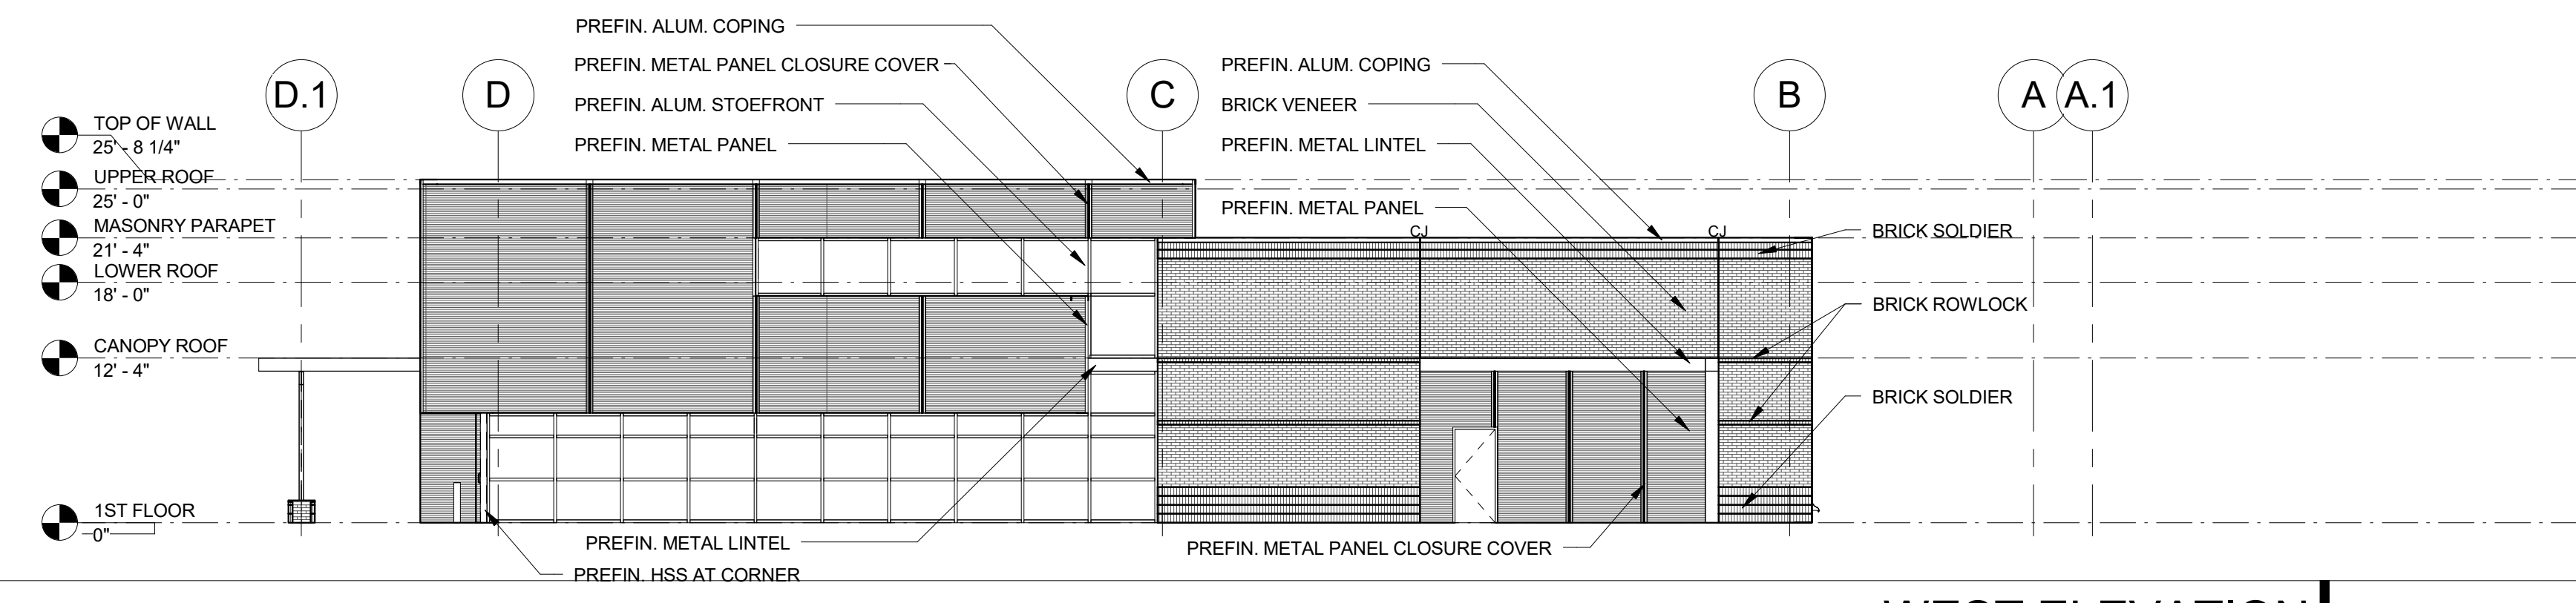 PREFIN. ALUM. COPING
PREFIN. METAL PANEL CLOSURE COVER
PREFIN. ALUM. STOEFRONT
PREFIN. METAL PANEL
PREFIN. ALUM. COPING
BRICK VENEER
PREFIN. METAL LINTEL
PREFIN. METAL PANEL
D.1
D
C
B
A
A.1
TOP OF WALL
25' - 8 1/4"
UPPER ROOF
25' - 0"
MASONRY PARAPET
21' - 4"
LOWER ROOF
18' - 0"
CANOPY ROOF
12' - 4"
1ST FLOOR
0"
CJ
CJ
BRICK SOLDIER
BRICK ROWLOCK
BRICK SOLDIER
PREFIN. METAL LINTEL
PREFIN. HSS AT CORNER
PREFIN. METAL PANEL CLOSURE COVER
WEST ELEVATION